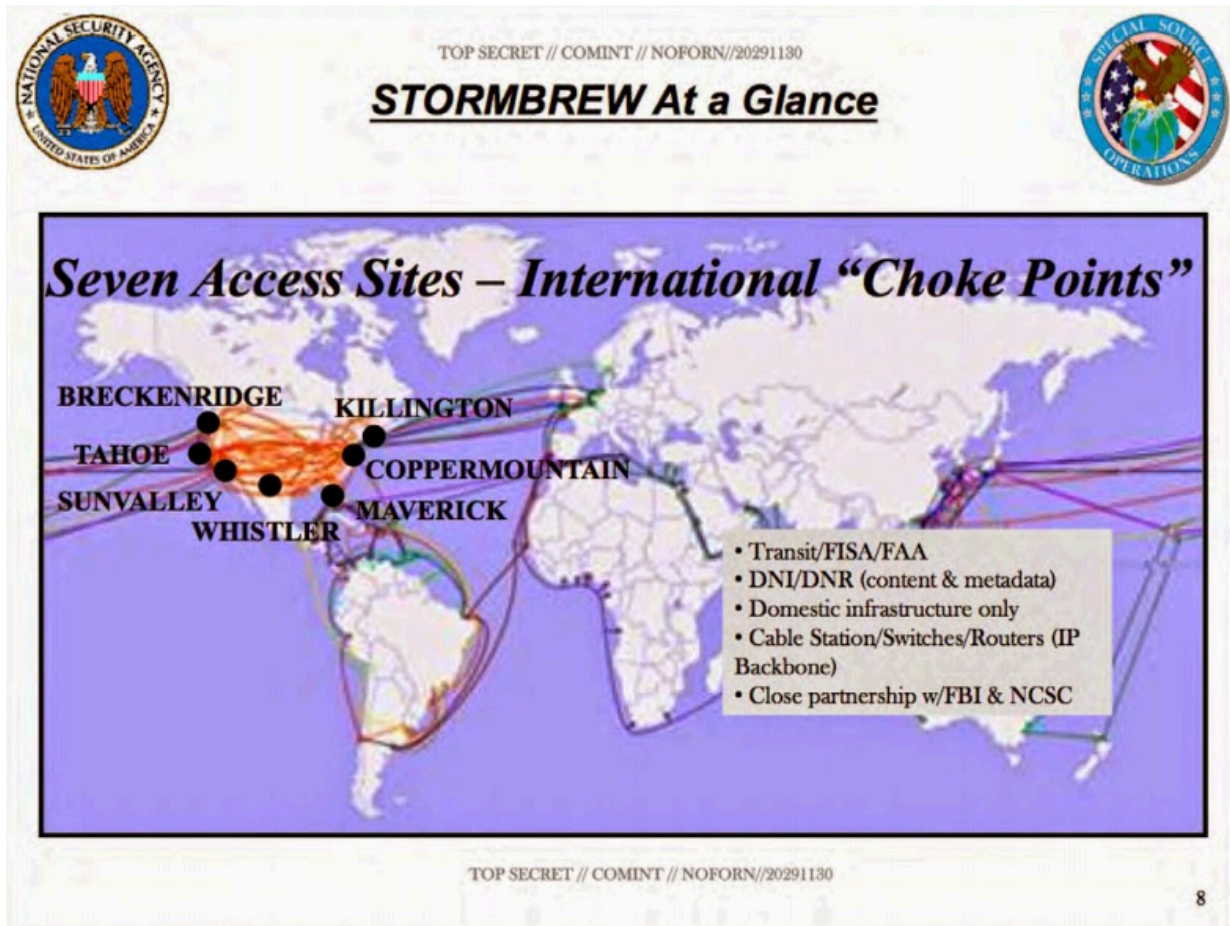 NATIONAL SECURITY AGENCY
UNITED STATES OF AMERICA
TOP SECRET // COMINT // NOFORN//20291130
STORMBREW At a Glance
SPECIAL SOURCE
OPERATIONS
Seven Access Sites – International “Choke Points”
BRECKENRIDGE
KILLINGTON
TAHOE
COPPERMOUNTAIN
SUNVALLEY
MAVERICK
WHISTLER
• Transit/FISA/FAA
• DNI/DNR (content & metadata)
• Domestic infrastructure only
• Cable Station/Switches/Routers (IP
Backbone)
• Close partnership w/FBI & NCSC
TOP SECRET // COMINT // NOFORN//20291130
8